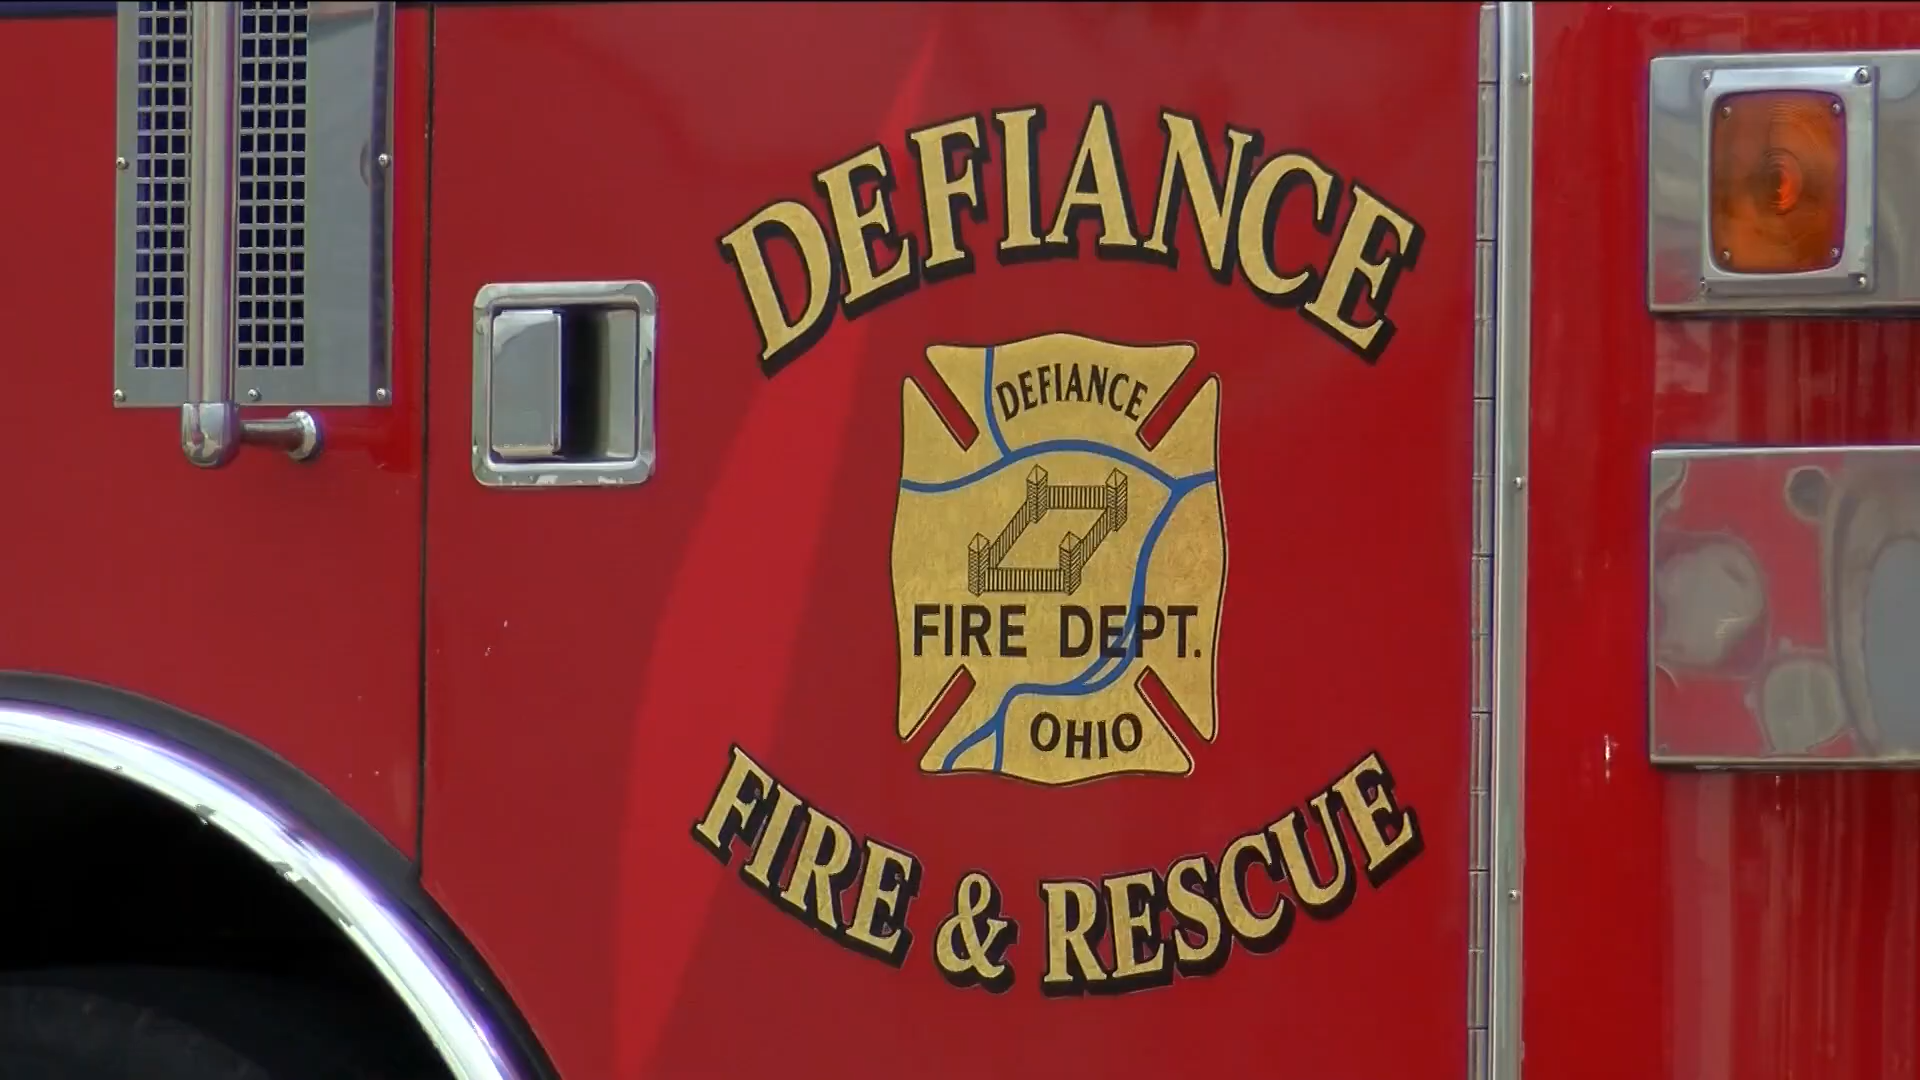 DEFIANCE
DEFIANCE
FIRE DEPT.
OHIO
FIRE & RESCUE